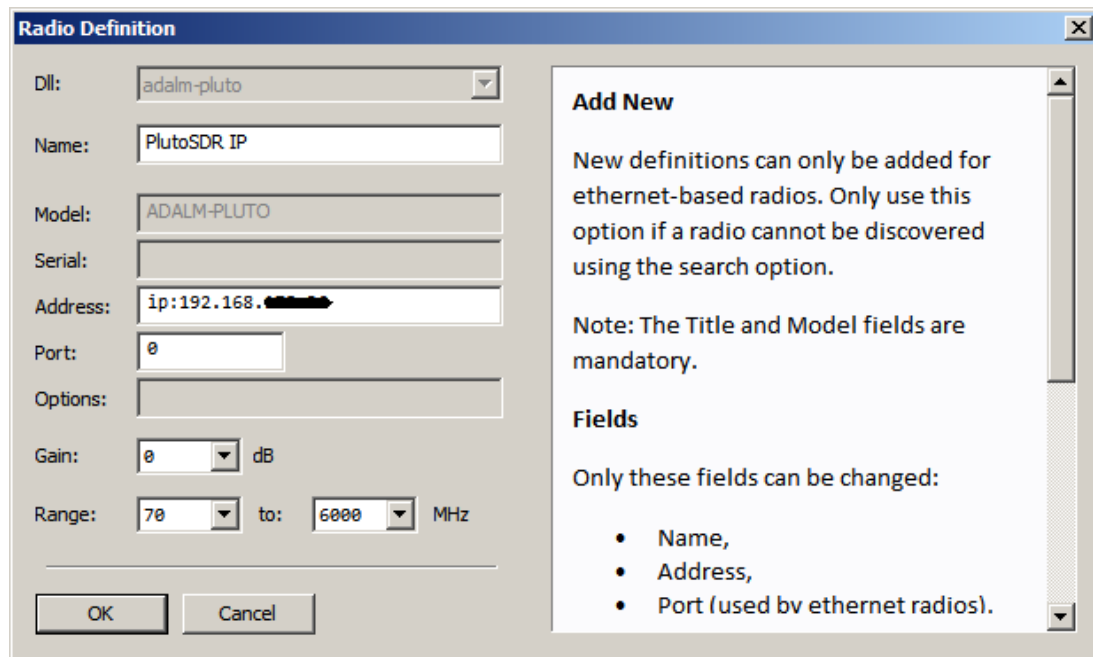 Radio Definition
Dll: adalm-pluto
Name: PlutoSDR IP
Model: ADALM-PLUTO
Serial:
Address: ip:192.168.
Port: 0
Options:
Gain: 0 dB
Range: 70 to: 6000 MHz
OK Cancel
Add New
New definitions can only be added for
ethernet-based radios. Only use this
option if a radio cannot be discovered
using the search option.
Note: The Title and Model fields are
mandatory.
Fields
Only these fields can be changed:
• Name,
• Address,
• Port (used by ethernet radios).